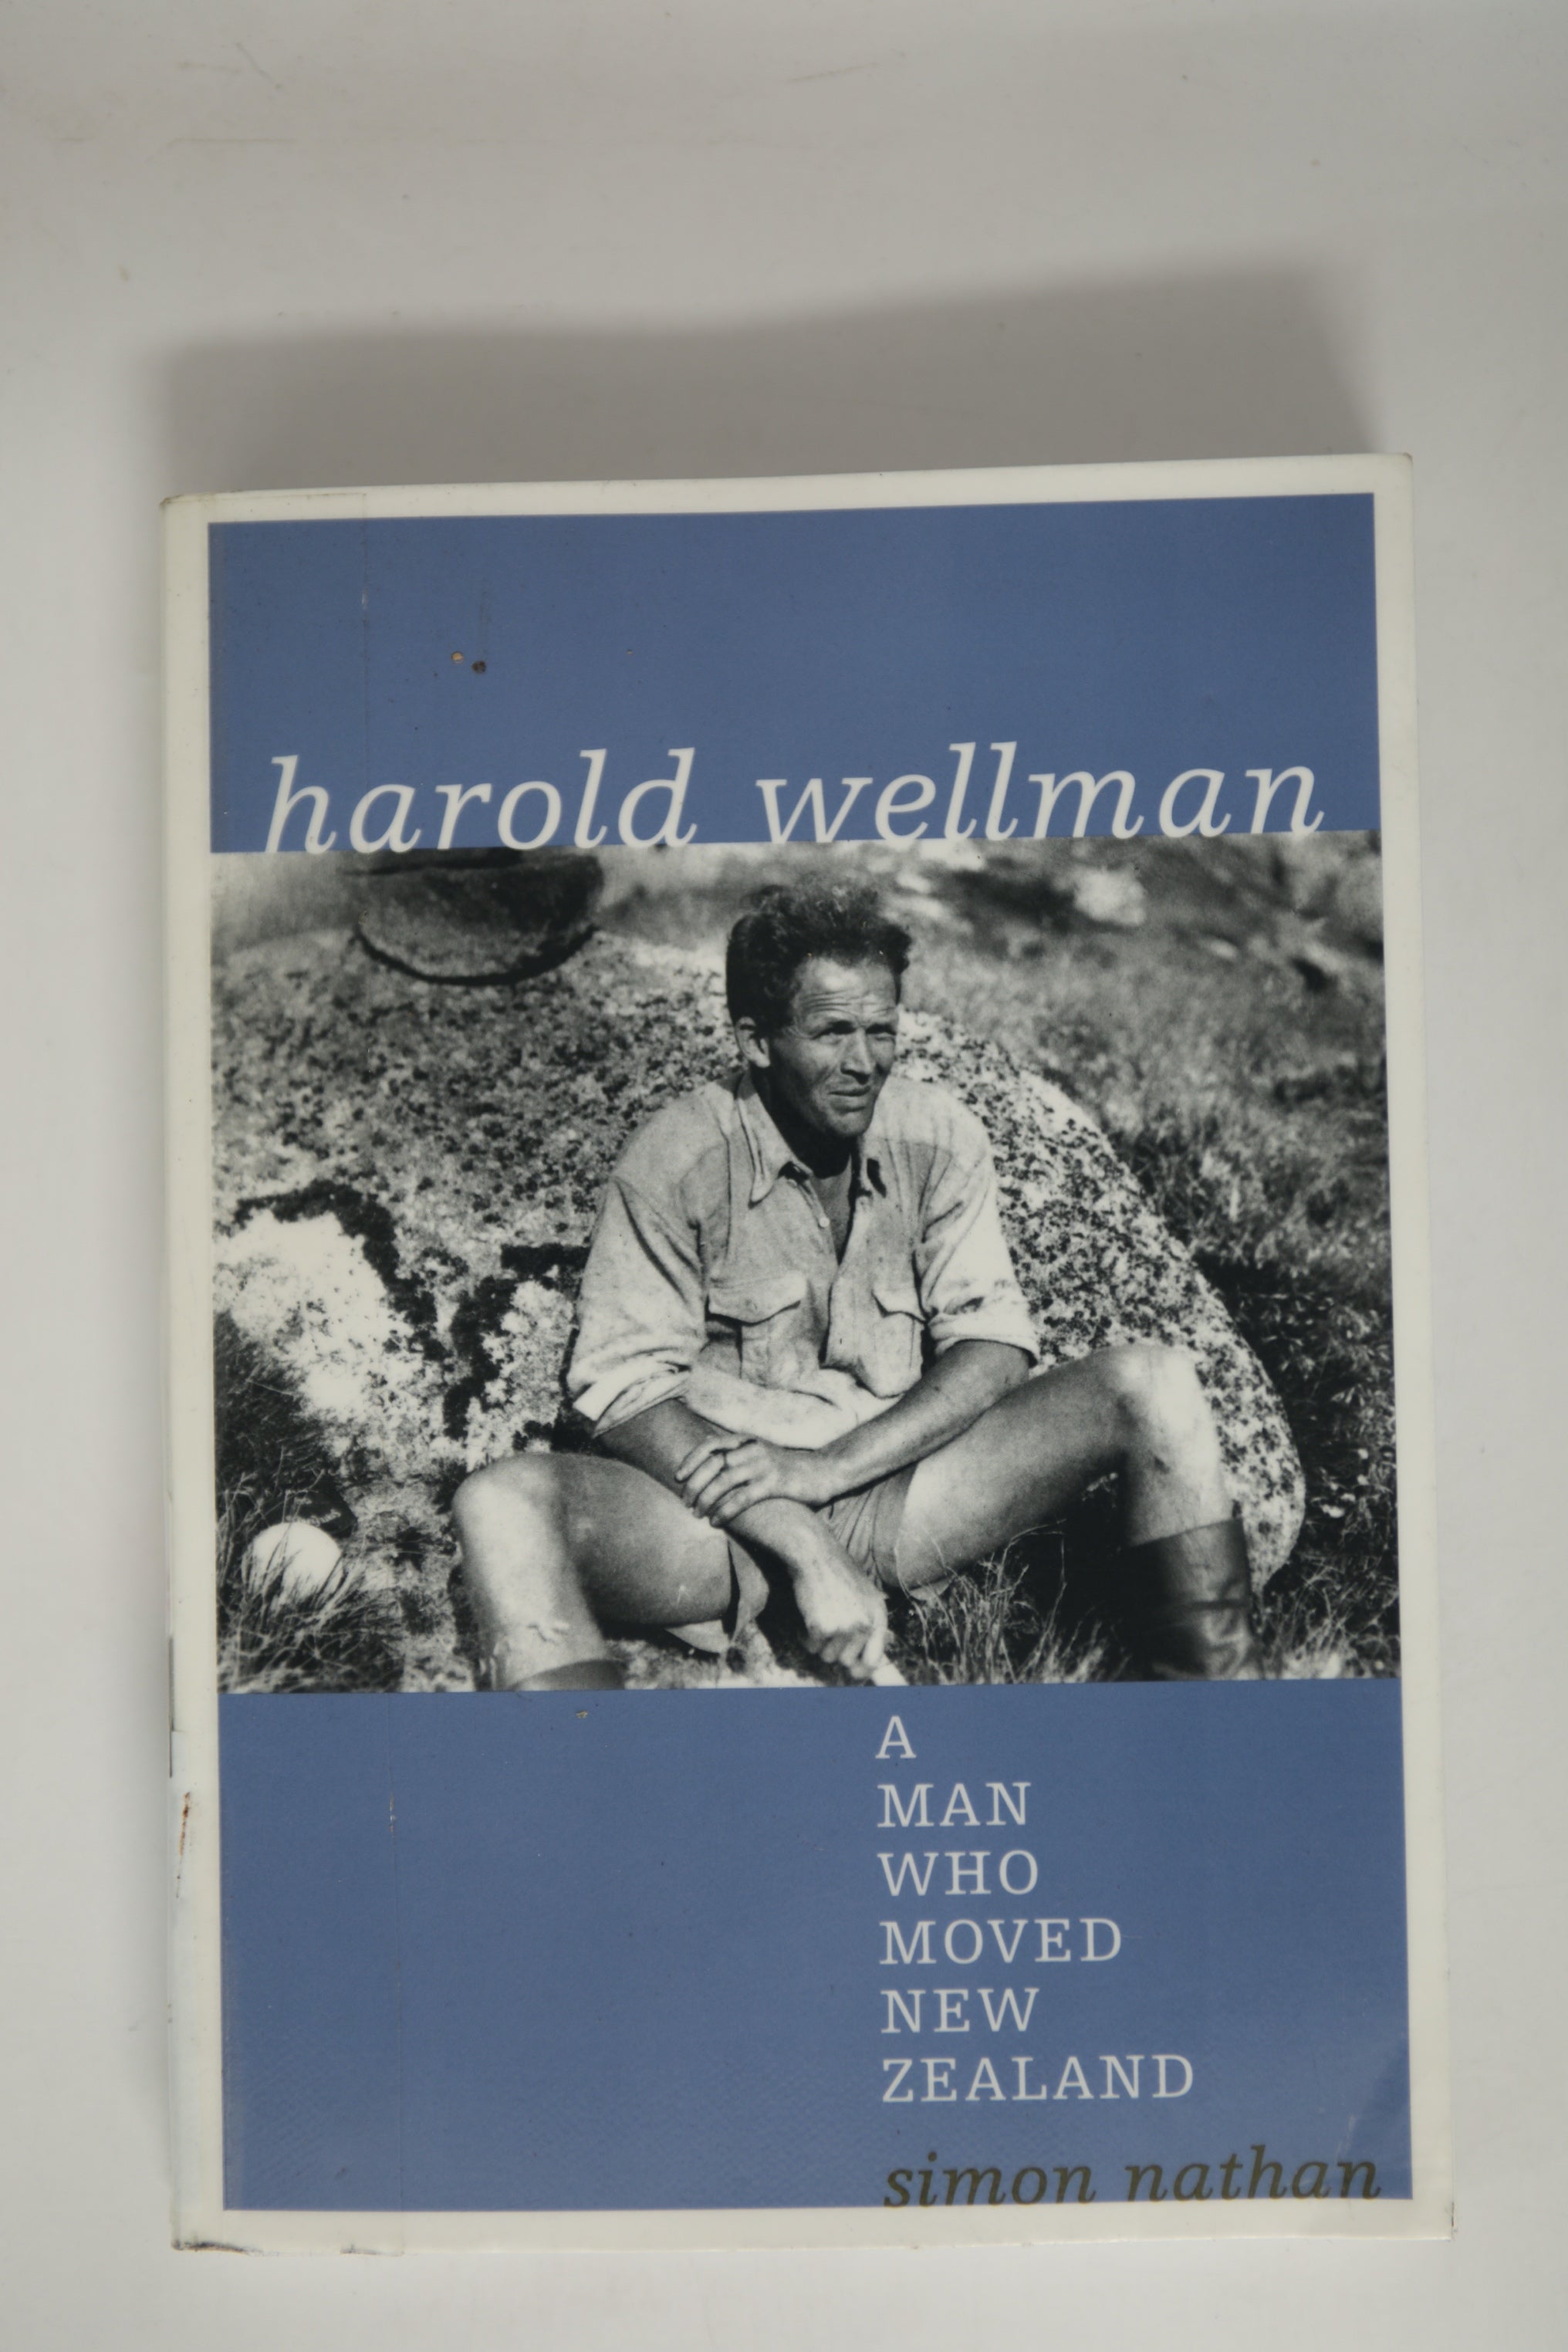 harold wellman
A
MAN
WHO
MOVED
NEW
ZEALAND
simon nathan